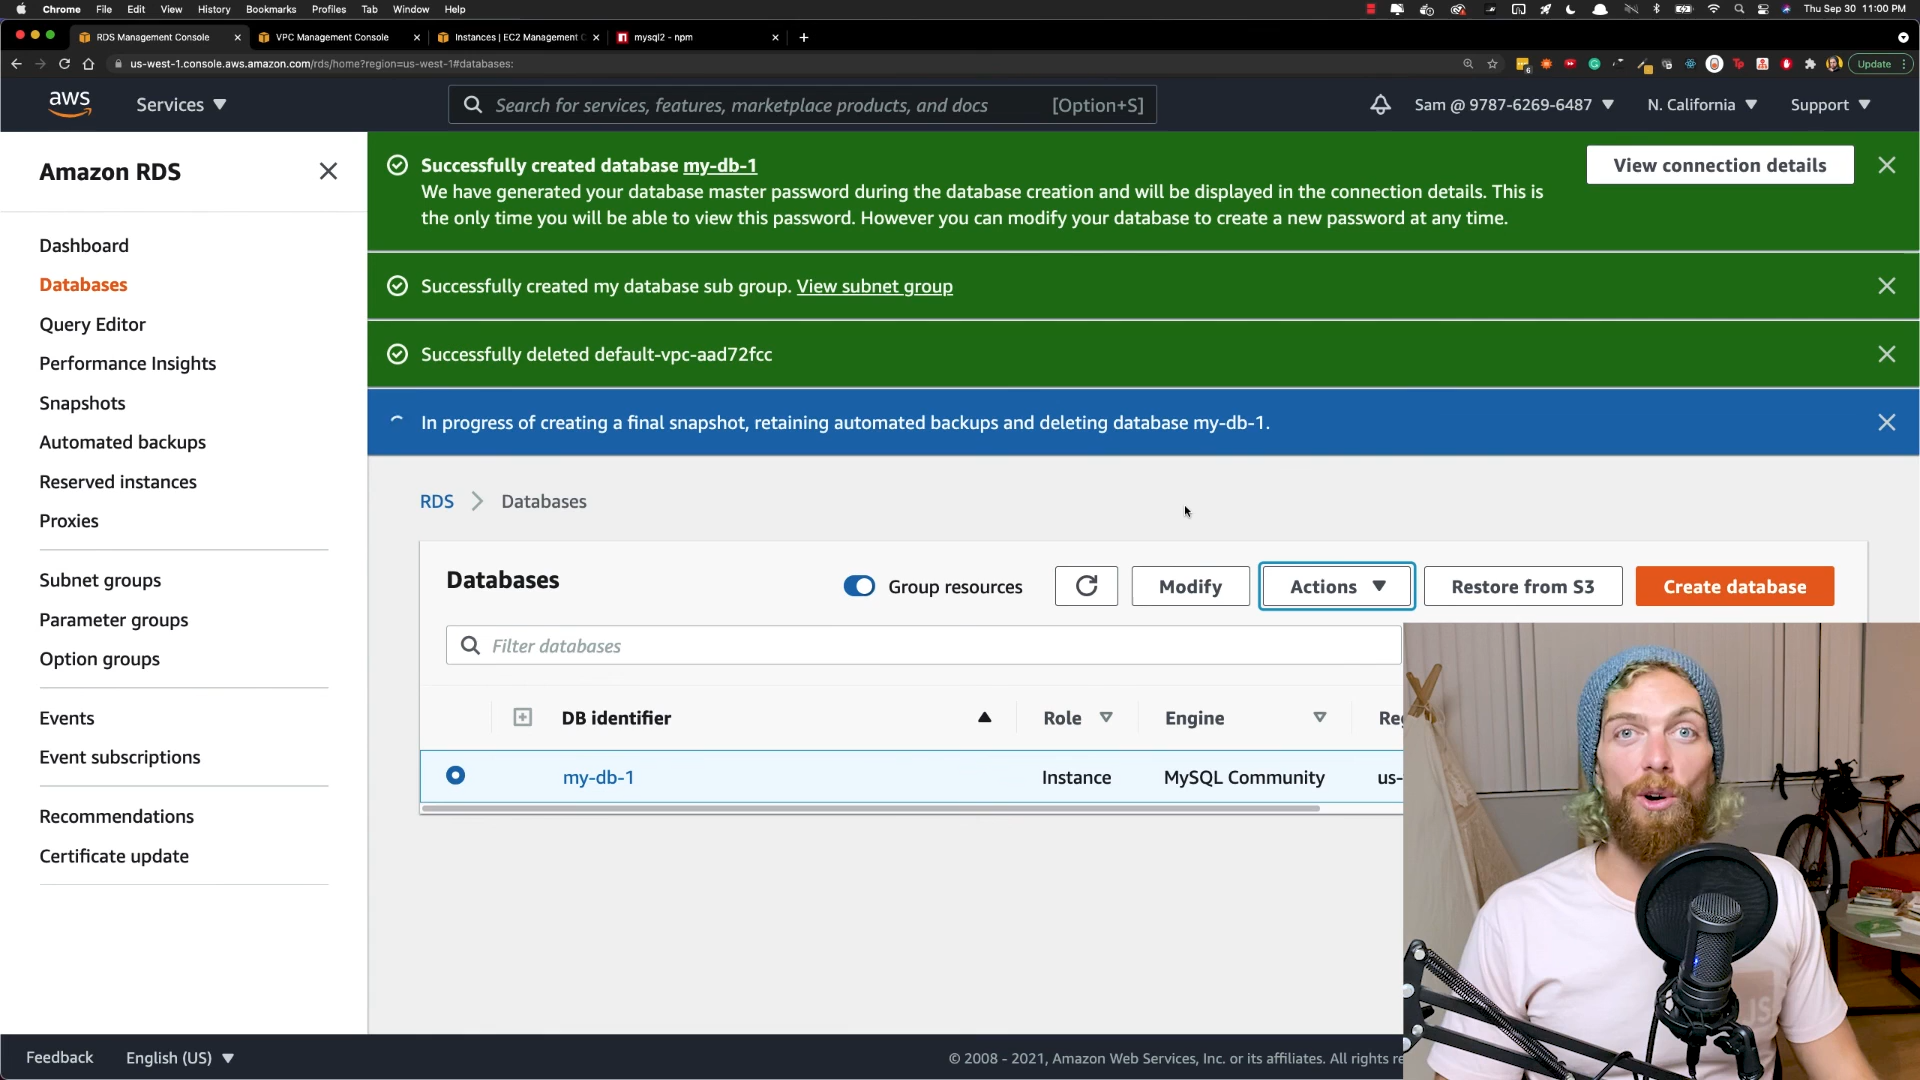 Chrome File Edit View History Bookmarks Profiles Tab Window Help
Thu Sep 30 11:00 PM
RDS Management Console
VPC Management Console
Instances | EC2 Management C
mysql2 - npm
us-west-1.console.aws.amazon.com/rds/home?region=us-west-1#databases:
Update
aws
Services
Search for services, features, marketplace products, and docs [Option+S]
Sam @ 9787-6269-6487
N. California
Support
Amazon RDS
Dashboard
Databases
Query Editor
Performance Insights
Snapshots
Automated backups
Reserved instances
Proxies
Subnet groups
Parameter groups
Option groups
Events
Event subscriptions
Recommendations
Certificate update
Successfully created database my-db-1
We have generated your database master password during the database creation and will be displayed in the connection details. This is
the only time you will be able to view this password. However you can modify your database to create a new password at any time.
View connection details
Successfully created my database sub group. View subnet group
Successfully deleted default-vpc-aad72fcc
In progress of creating a final snapshot, retaining automated backups and deleting database my-db-1.
RDS > Databases
Databases
Group resources
Modify
Actions
Restore from S3
Create database
Filter databases
DB identifier Role Engine Re
my-db-1 Instance MySQL Community us-
Feedback English (US)
© 2008 - 2021, Amazon Web Services, Inc. or its affiliates. All rights re